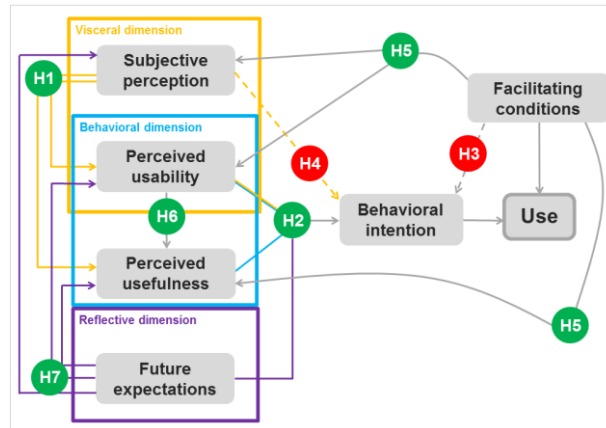 Visceral dimension
Subjective
perception
H1
H5
Facilitating
conditions
Behavioral dimension
Perceived
usability
H4
H3
H6
H2
Behavioral
intention
Use
Perceived
usefulness
Reflective dimension
H5
Future
expectations
H7